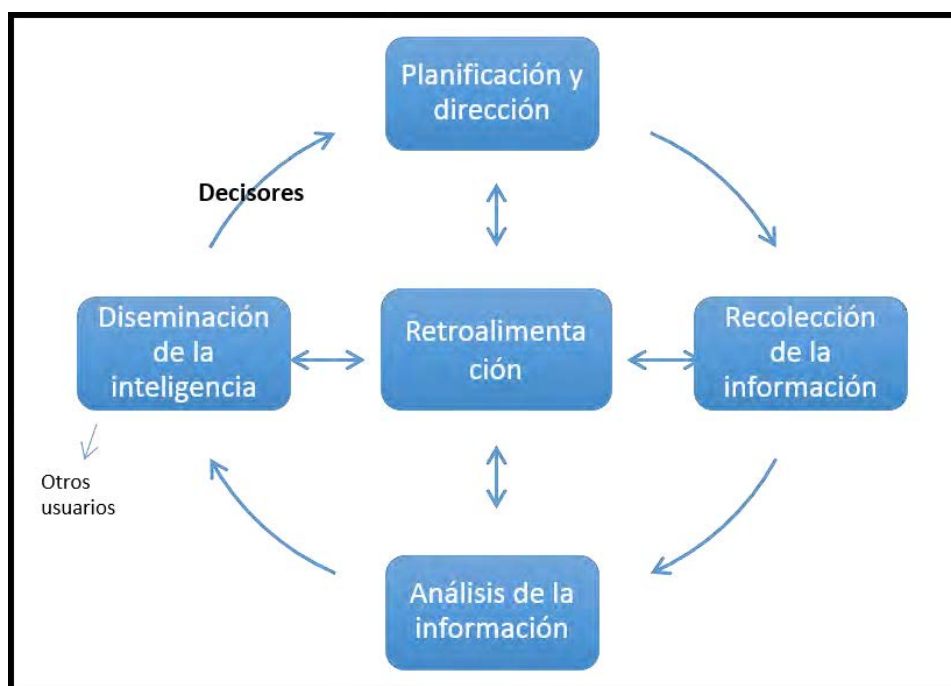 Planificación y
dirección
Decisores
Diseminación
de la
inteligencia
Retroalimenta
ción
Recolección
de la
información
Otros
usuarios
Análisis de la
información